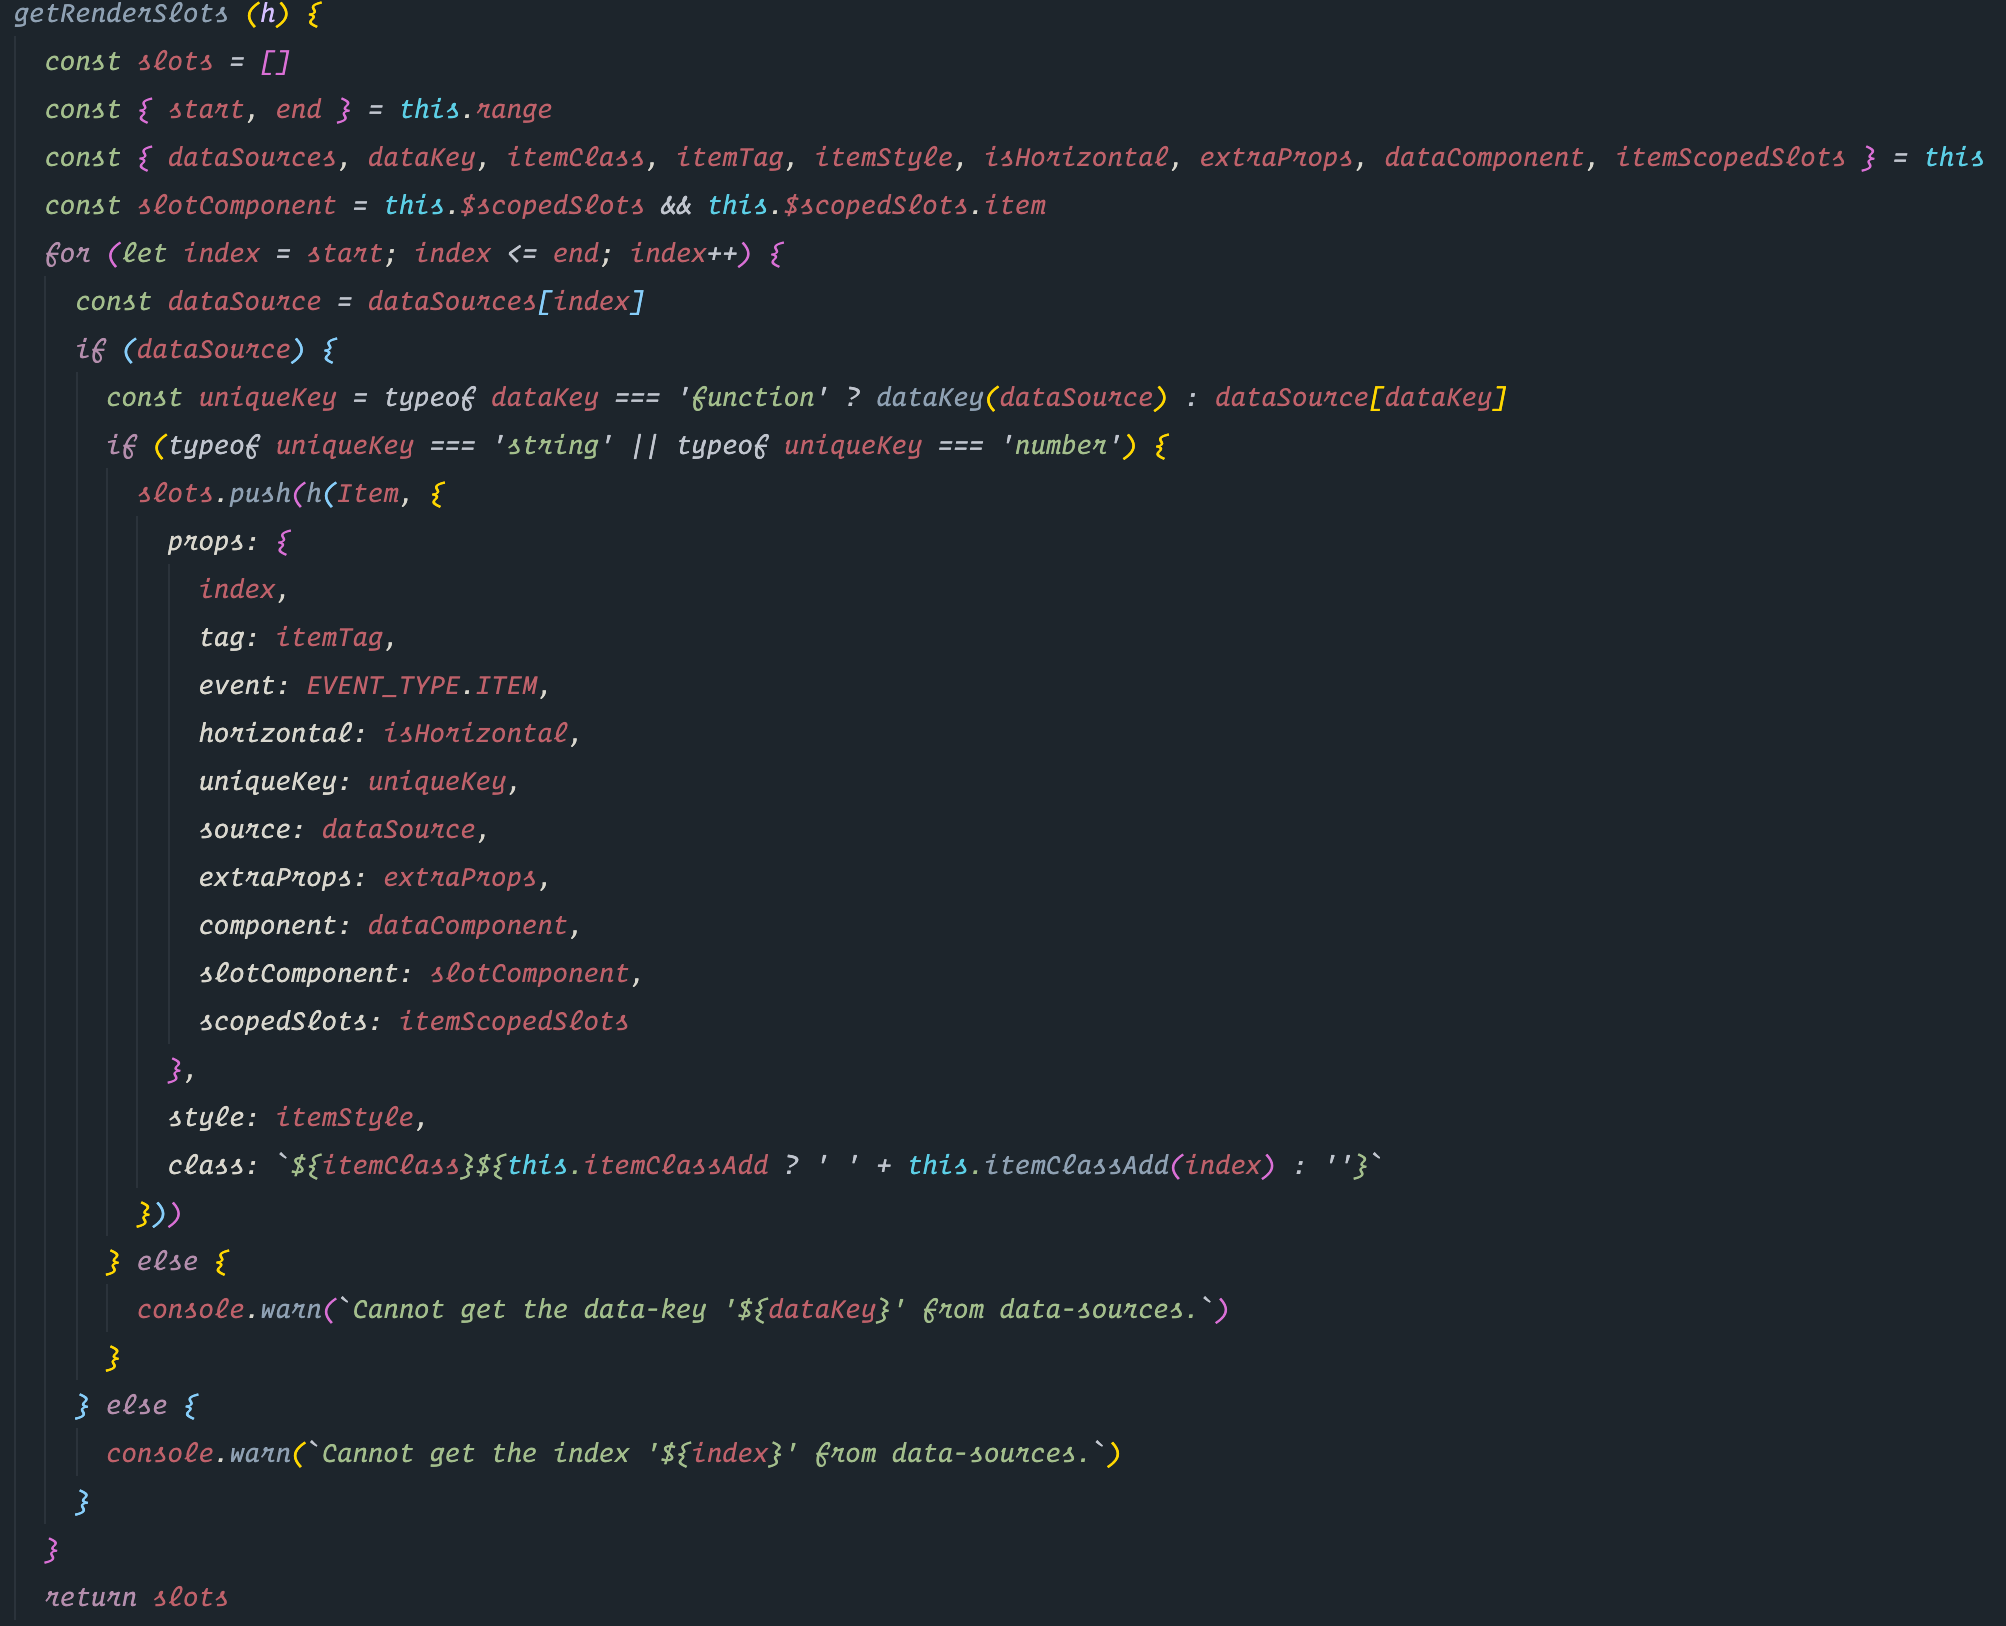 getRenderSlots (h) {
const slots = []
const { start, end } = this.range
const { dataSources, dataKey, itemClass, itemTag, itemStyle, isHorizontal, extraProps, dataComponent, itemScopedSlots } = this
const slotComponent = this.$scopedSlots && this.$scopedSlots.item
for (let index = start; index <= end; index++) {
const dataSource = dataSources[index]
if (dataSource) {
const uniqueKey = typeof dataKey === 'function' ? dataKey(dataSource) : dataSource[dataKey]
if (typeof uniqueKey === 'string' || typeof uniqueKey === 'number') {
slots.push(h(Item, {
props: {
index,
tag: itemTag,
event: EVENT_TYPE.ITEM,
horizontal: isHorizontal,
uniqueKey: uniqueKey,
source: dataSource,
extraProps: extraProps,
component: dataComponent,
slotComponent: slotComponent,
scopedSlots: itemScopedSlots
},
style: itemStyle,
class: `${itemClass}${this.itemClassAdd ? ' ' + this.itemClassAdd(index) : ''}`
}))
} else {
console.warn(`Cannot get the data-key '${dataKey}' from data-sources.`)
}
} else {
console.warn(`Cannot get the index '${index}' from data-sources.`)
}
}
return slots